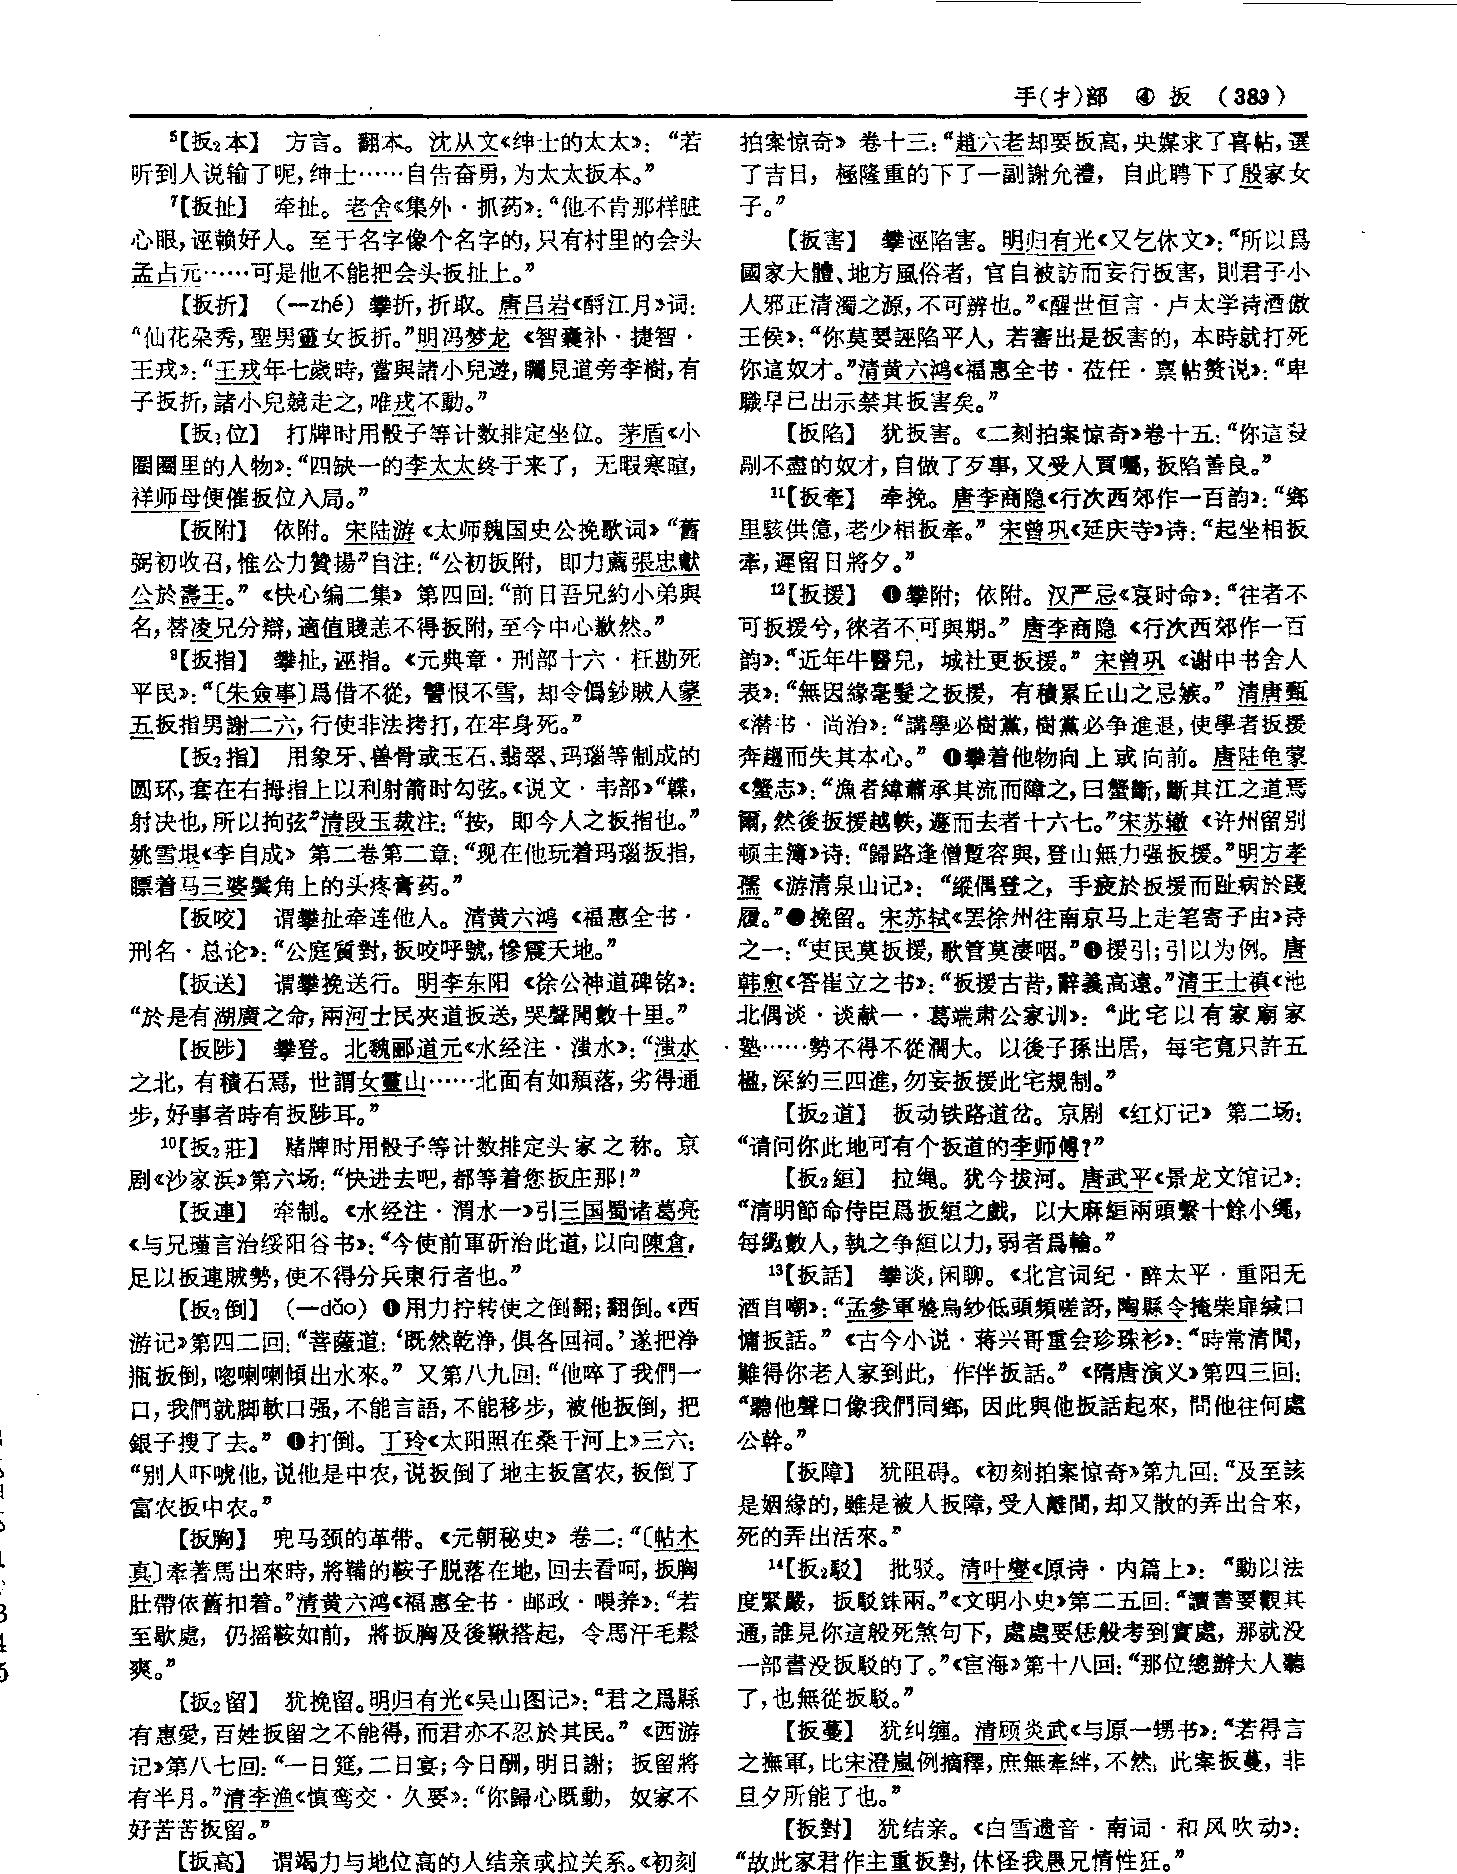 手(扌)部 ④ 扳 (389)
⁵【扳₂本】 方言。翻本。沈从文《绅士的太太》：“若
听到人说输了呢，绅士……自告奋勇，为太太扳本。”
⁷【扳扯】 牵扯。老舍《集外·抓药》：“他不肯那样脏
心眼，诬赖好人。至于名字像个名字的，只有村里的会头
孟占元……可是他不能把会头扳扯上。”
【扳折】 (—zhé) 攀折，折取。唐吕岩《酹江月》词：
“仙花朵秀，聖男靈女扳折。”明冯梦龙《智囊补·捷智·
王戎》：“王戎年七歲時，嘗與諸小兒遊，矚見道旁李樹，有
子扳折，諸小兒競走之，唯戎不動。”
【扳₂位】 打牌时用骰子等计数排定坐位。茅盾《小
圈圈里的人物》：“四缺一的李太太终于来了，无暇寒暄，
祥师母便催扳位入局。”
【扳附】 依附。宋陆游《太师魏国史公挽歌词》“舊
弼初收召，惟公力贊揚”自注：“公初扳附，即力薦張忠獻
公於壽王。”《快心编二集》第四回：“前日吾兄約小弟與
名，替凌兄分辯，適值賤恙不得扳附，至今中心歉然。”
⁹【扳指】 攀扯，诬指。《元典章·刑部十六·枉勘死
平民》：“〔朱僉事〕爲借不從，讐恨不雪，却令僞鈔賊人蒙
五扳指男謝二六，行使非法拷打，在牢身死。”
【扳₂指】 用象牙、兽骨或玉石、翡翠、玛瑙等制成的
圆环，套在右拇指上以利射箭时勾弦。《说文·韦部》“韘，
射决也，所以拘弦”清段玉裁注：“按，即今人之扳指也。”
姚雪垠《李自成》第二卷第二章：“现在他玩着玛瑙扳指，
瞟着马三婆鬓角上的头疼膏药。”
【扳咬】 谓攀扯牵连他人。清黄六鸿《福惠全书·
刑名·总论》：“公庭質對，扳咬呼號，慘震天地。”
【扳送】 谓攀挽送行。明李东阳《徐公神道碑铭》：
“於是有湖廣之命，兩河士民夾道扳送，哭聲聞數十里。”
【扳陟】 攀登。北魏郦道元《水经注·滱水》：“滱水
之北，有積石焉，世謂女靈山……北面有如頹落，劣得通
步，好事者時有扳陟耳。”
¹⁰【扳₂莊】 赌牌时用骰子等计数排定头家之称。京
剧《沙家浜》第六场：“快进去吧，都等着您扳庄那！”
【扳連】 牵制。《水经注·渭水一》引三国蜀诸葛亮
《与兄瑾言治绥阳谷书》：“今使前軍斫治此道，以向陳倉，
足以扳連賊勢，使不得分兵東行者也。”
【扳₂倒】 (—dǎo) ❶用力拧转使之倒翻；翻倒。《西
游记》第四二回：“菩薩道：‘既然乾净，俱各回祠。’遂把净
瓶扳倒，唿喇喇傾出水來。”又第八九回：“他啐了我們一
口，我們就脚軟口强，不能言語，不能移步，被他扳倒，把
銀子搜了去。”❷打倒。丁玲《太阳照在桑干河上》三六：
“别人吓唬他，说他是中农，说扳倒了地主扳富农，扳倒了
富农扳中农。”
【扳胸】 兜马颈的革带。《元朝秘史》卷二：“〔帖木
真〕牽著馬出來時，將鞴的鞍子脱落在地，回去看呵，扳胸
肚帶依舊扣着。”清黄六鸿《福惠全书·邮政·喂养》：“若
至歇處，仍摇鞍如前，將扳胸及後鞦搭起，令馬汗毛鬆
爽。”
【扳₂留】 犹挽留。明归有光《吴山图记》：“君之爲縣
有惠愛，百姓扳留之不能得，而君亦不忍於其民。”《西游
记》第八七回：“一日筵，二日宴；今日酬，明日謝；扳留將
有半月。”清李渔《慎鸾交·久要》：“你歸心既動，奴家不
好苦苦扳留。”
【扳高】 谓竭力与地位高的人结亲或拉关系。《初刻
拍案惊奇》卷十三：“趙六老却要扳高，央媒求了喜帖，選
了吉日，極隆重的下了一副謝允禮，自此聘下了殷家女
子。”
【扳害】 攀诬陷害。明归有光《又乞休文》：“所以爲
國家大體、地方風俗者，官自被訪而妄行扳害，則君子小
人邪正清濁之源，不可辨也。”《醒世恒言·卢太学诗酒傲
王侯》：“你莫要誣陷平人，若審出是扳害的，本時就打死
你這奴才。”清黄六鸿《福惠全书·莅任·禀帖赞说》：“卑
職早已出示禁其扳害矣。”
【扳陷】 犹扳害。《二刻拍案惊奇》卷十五：“你這殳
剮不盡的奴才，自做了歹事，又受人買囑，扳陷善良。”
¹¹【扳牽】 牵挽。唐李商隐《行次西郊作一百韵》：“鄉
里駭供億，老少相扳牽。”宋曾巩《延庆寺》诗：“起坐相扳
牽，遲留日將夕。”
¹²【扳援】 ❶攀附；依附。汉严忌《哀时命》：“往者不
可扳援兮，徠者不可與期。”唐李商隐《行次西郊作一百
韵》：“近年牛醫兒，城社更扳援。”宋曾巩《谢中书舍人
表》：“無因緣毫髮之扳援，有積累丘山之忌嫉。”清唐甄
《潜书·尚治》：“講學必樹黨，樹黨必争進退，使學者扳援
奔趨而失其本心。”❷攀着他物向上或向前。唐陆龟蒙
《蟹志》：“漁者緯蕭承其流而障之，曰蟹斷，斷其江之道焉
爾，然後扳援越軼，遯而去者十六七。”宋苏辙《许州留别
顿主簿》诗：“歸路逢僧蹔容與，登山無力强扳援。”明方孝
孺《游清泉山记》：“縱偶登之，手疲於扳援而趾病於踐
履。”❸挽留。宋苏轼《罢徐州往南京马上走笔寄子由》诗
之一：“吏民莫扳援，歌管莫淒咽。”❹援引；引以为例。唐
韩愈《答崔立之书》：“扳援古昔，辭義高遠。”清王士禛《池
北偶谈·谈献一·葛端肃公家训》：“此宅以有家廟家
塾……勢不得不從濶大。以後子孫出居，每宅寬只許五
楹，深約三四進，勿妄扳援此宅規制。”
【扳₂道】 扳动铁路道岔。京剧《红灯记》第二场：
“请问你此地可有个扳道的李师傅？”
【扳₂絚】 拉绳。犹今拔河。唐武平《景龙文馆记》：
“清明節命侍臣爲扳絚之戲，以大麻絚兩頭繫十餘小繩，
每繩數人，執之争絚以力，弱者爲輸。”
¹³【扳話】 攀谈，闲聊。《北宫词纪·醉太平·重阳无
酒自嘲》：“孟參軍整烏紗低頭頻嗟訝，陶縣令掩柴扉緘口
慵扳話。”《古今小说·蒋兴哥重会珍珠衫》：“時常清閒，
難得你老人家到此，作伴扳話。”《隋唐演义》第四三回：
“聽他聲口像我們同鄉，因此與他扳話起來，問他往何處
公幹。”
【扳障】 犹阻碍。《初刻拍案惊奇》第九回：“及至該
是姻緣的，雖是被人扳障，受人離間，却又散的弄出合來，
死的弄出活來。”
¹⁴【扳₂駁】 批驳。清叶燮《原诗·内篇上》：“動以法
度緊嚴，扳駁銖兩。”《文明小史》第二五回：“讀書要觀其
通，誰見你這般死煞句下，處處要恁般考到實處，那就没
一部書没扳駁的了。”《宦海》第十八回：“那位總辦大人聽
了，也無從扳駁。”
【扳蔓】 犹纠缠。清顾炎武《与原一甥书》：“若得言
之撫軍，比宋澄嵐例摘釋，庶無牽絆，不然，此案扳蔓，非
旦夕所能了也。”
【扳對】 犹结亲。《白雪遗音·南词·和风吹动》：
“故此家君作主重扳對，休怪我愚兄情性狂。”